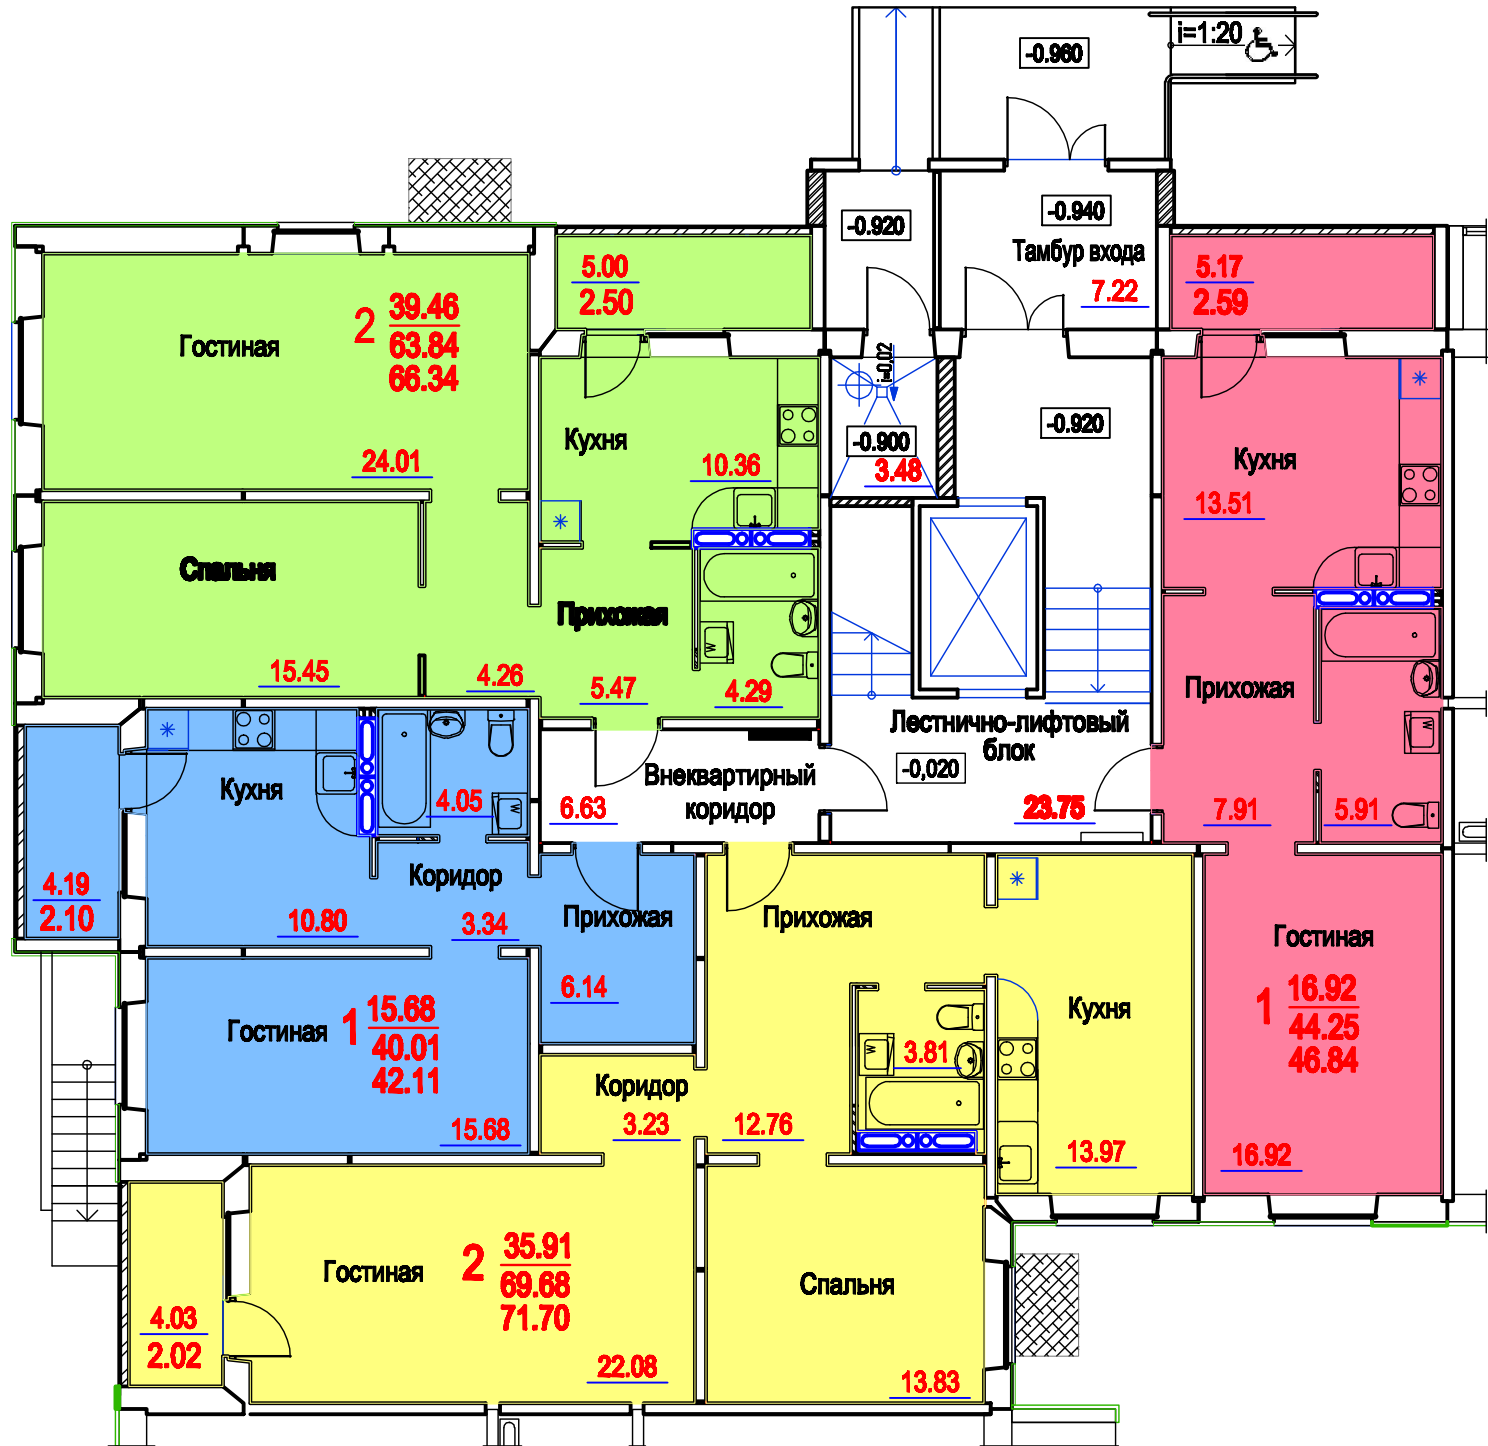 i=1:20
-0.960
-0.920
-0.940
Тамбур входа
7.22
5.00
2.50
5.17
2.59
Гостиная
2
39.46
63.84
66.34
24.01
Кухня
10.36
i=0,02
-0.900
3.48
-0.920
Кухня
13.51
Спальня
15.45
4.26
Прихожая
5.47
W
4.29
Лестнично-лифтовый
блок
-0,020
23.75
Внеквартирный
коридор
6.63
Прихожая
7.91
W
5.91
Кухня
10.80
4.05
W
4.19
2.10
Коридор
3.34
Прихожая
6.14
Гостиная
1
15.68
40.01
42.11
15.68
Прихожая
12.76
W
3.81
Кухня
13.97
Гостиная
1
16.92
44.25
46.84
16.92
Коридор
3.23
Гостиная
2
35.91
69.68
71.70
22.08
4.03
2.02
Спальня
13.83